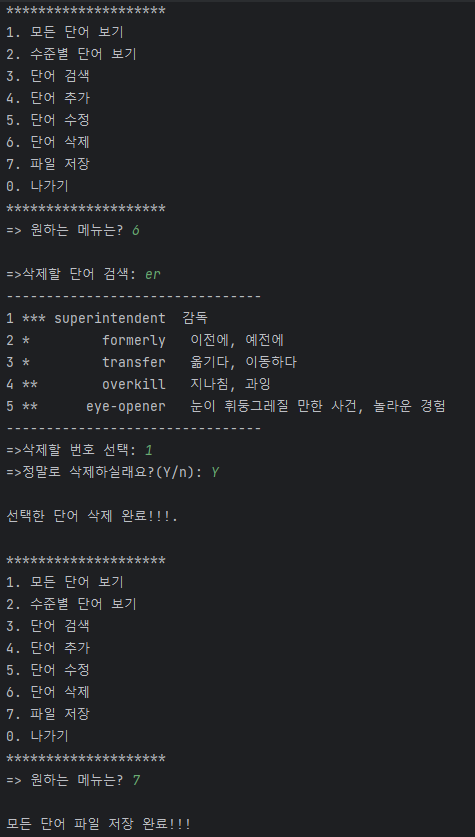 ********************
1. 모든 단어 보기
2. 수준별 단어 보기
3. 단어 검색
4. 단어 추가
5. 단어 수정
6. 단어 삭제
7. 파일 저장
0. 나가기
********************
=> 원하는 메뉴는? 6
=>삭제할 단어 검색: er
--------------------------------
1 *** superintendent  감독
2 *         formerly   이전에, 예전에
3 *         transfer   옮기다, 이동하다
4 **        overkill   지나침, 과잉
5 **      eye-opener   눈이 휘둥그레질 만한 사건, 놀라운 경험
--------------------------------
=>삭제할 번호 선택: 1
=>정말로 삭제하실래요?(Y/n): Y
선택한 단어 삭제 완료!!!.
********************
1. 모든 단어 보기
2. 수준별 단어 보기
3. 단어 검색
4. 단어 추가
5. 단어 수정
6. 단어 삭제
7. 파일 저장
0. 나가기
********************
=> 원하는 메뉴는? 7
모든 단어 파일 저장 완료!!!